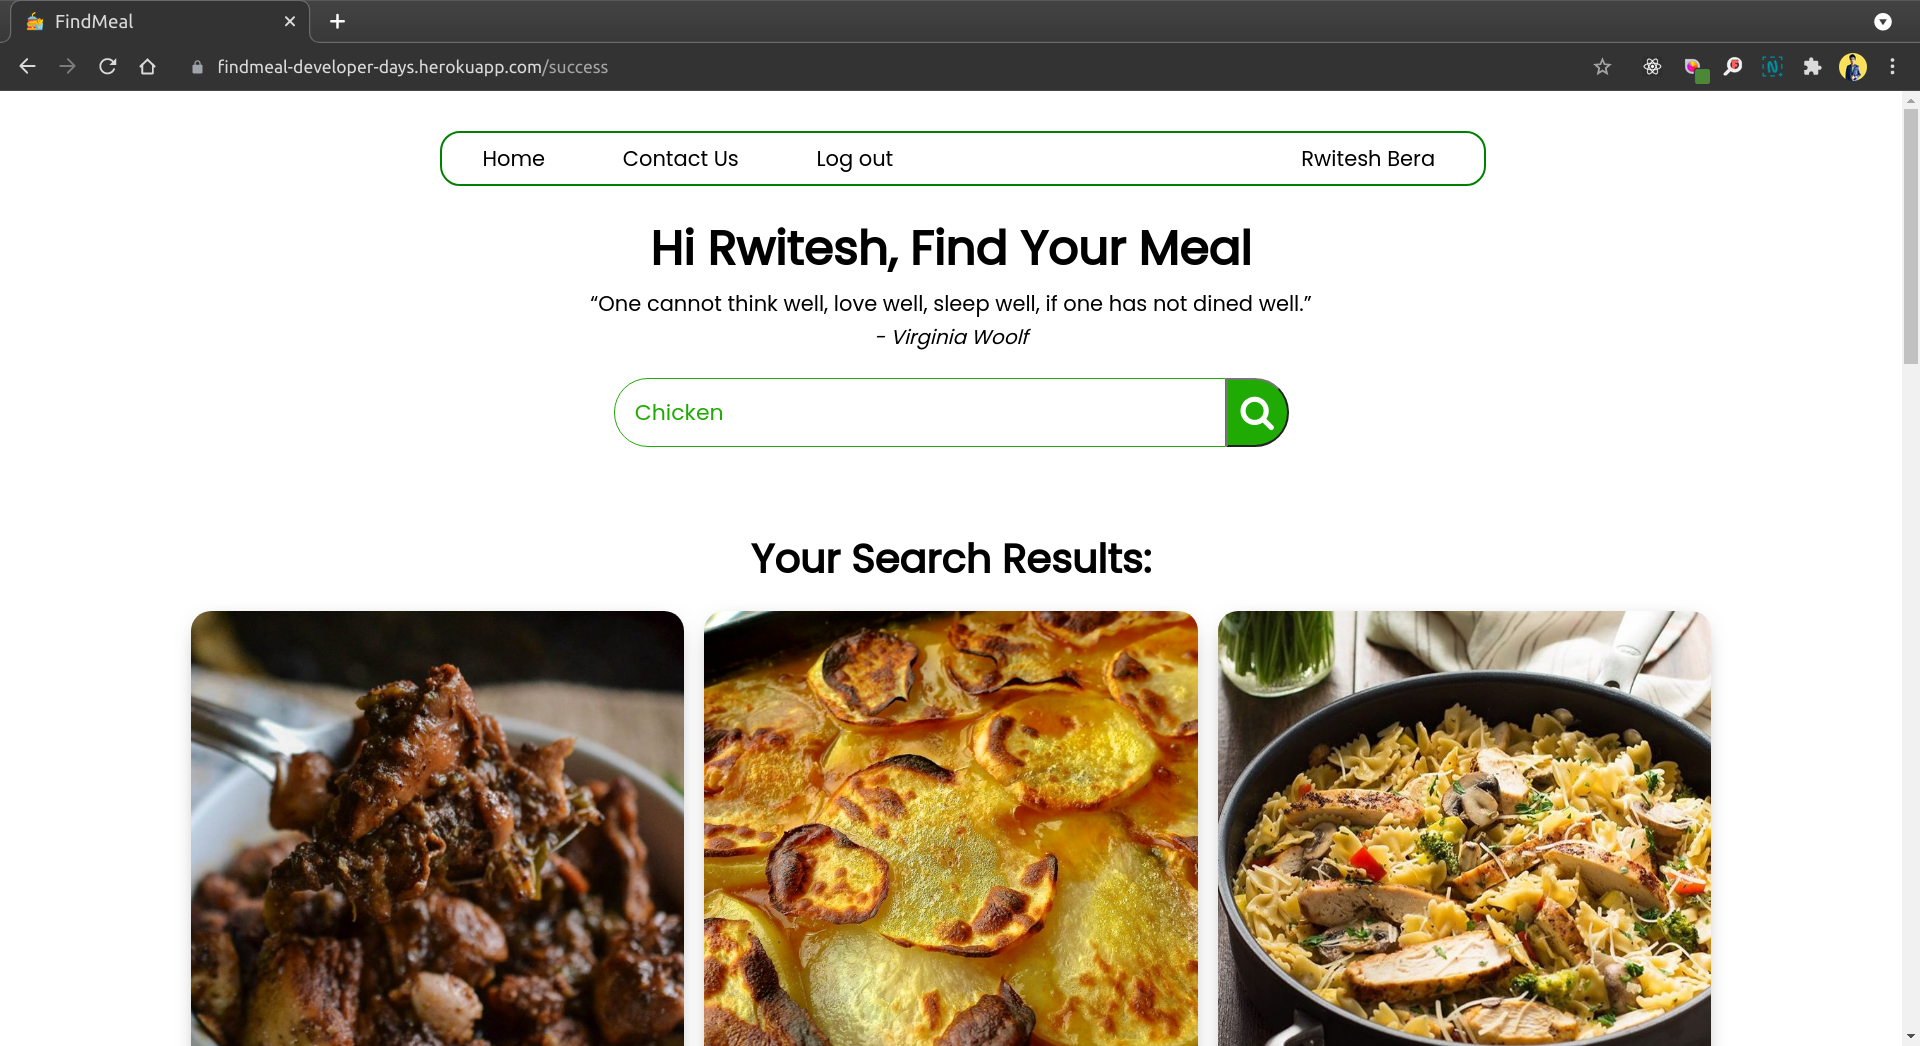 FindMeal
findmeal-developer-days.herokuapp.com/success
Home Contact Us Log out Rwitesh Bera
Hi Rwitesh, Find Your Meal
“One cannot think well, love well, sleep well, if one has not dined well.”
- Virginia Woolf
Chicken
Your Search Results: